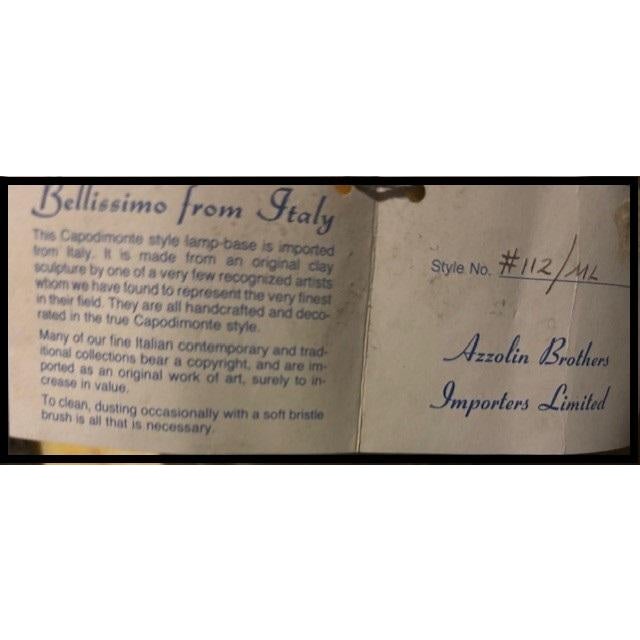 Bellissimo from Italy
This Capodimonte style lamp-base is imported
from Italy. It is made from an original clay
sculpture by one of a very few recognized artists
whom we have found to represent the very finest
in their field. They are all handcrafted and deco-
rated in the true Capodimonte style.
Many of our fine Italian contemporary and trad-
itional collections bear a copyright, and are im-
ported as an original work of art, surely to in-
crease in value.
To clean, dusting occasionally with a soft bristle
brush is all that is necessary.
Style No. #112/ML
Azzolin Brothers
Importers Limited